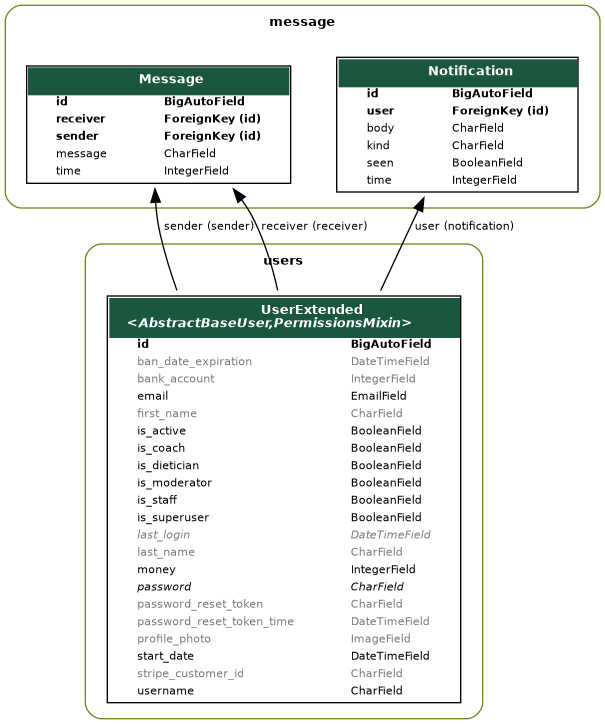 message
Message
id BigAutoField
receiver ForeignKey (id)
sender ForeignKey (id)
message CharField
time IntegerField
Notification
id BigAutoField
user ForeignKey (id)
body CharField
kind CharField
seen BooleanField
time IntegerField
sender (sender) receiver (receiver) user (notification)
users
UserExtended
<AbstractBaseUser,PermissionsMixin>
id BigAutoField
ban_date_expiration DateTimeField
bank_account IntegerField
email EmailField
first_name CharField
is_active BooleanField
is_coach BooleanField
is_dietician BooleanField
is_moderator BooleanField
is_staff BooleanField
is_superuser BooleanField
last_login DateTimeField
last_name CharField
money IntegerField
password CharField
password_reset_token CharField
password_reset_token_time DateTimeField
profile_photo ImageField
start_date DateTimeField
stripe_customer_id CharField
username CharField